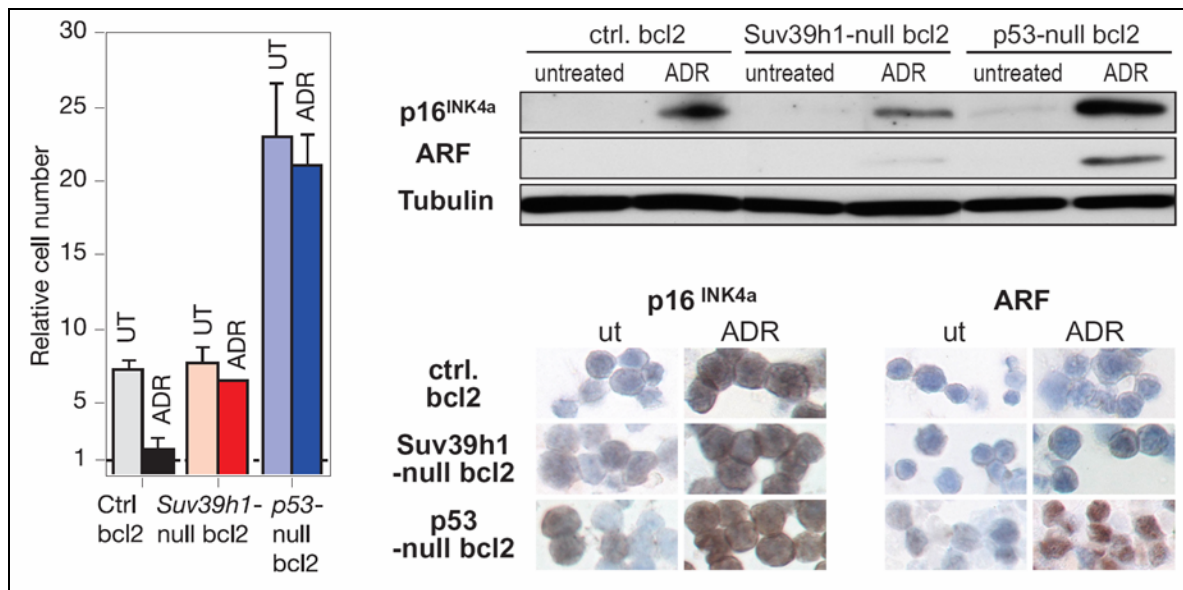 Relative cell number
30
25
20
15
10
5
1
UT
ADR
UT
ADR
UT
ADR
Ctrl bcl2
Suv39h1-null bcl2
p53-null bcl2
ctrl. bcl2 Suv39h1-null bcl2 p53-null bcl2
untreated ADR untreated ADR untreated ADR
p16INK4a
ARF
Tubulin
p16 INK4a ARF
ut ADR ut ADR
ctrl.
bcl2
Suv39h1
-null bcl2
p53
-null bcl2